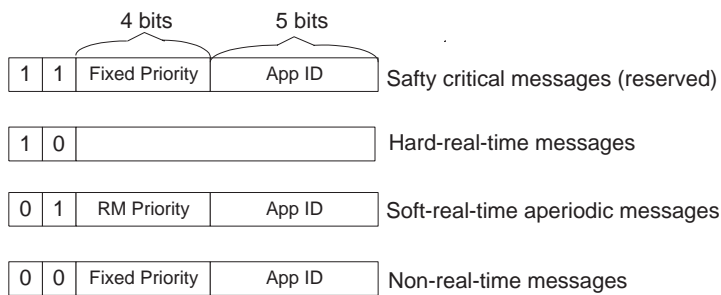 4 bits 5 bits
1 1 Fixed Priority App ID Safty critical messages (reserved)
1 0 Hard-real-time messages
0 1 RM Priority App ID Soft-real-time aperiodic messages
0 0 Fixed Priority App ID Non-real-time messages